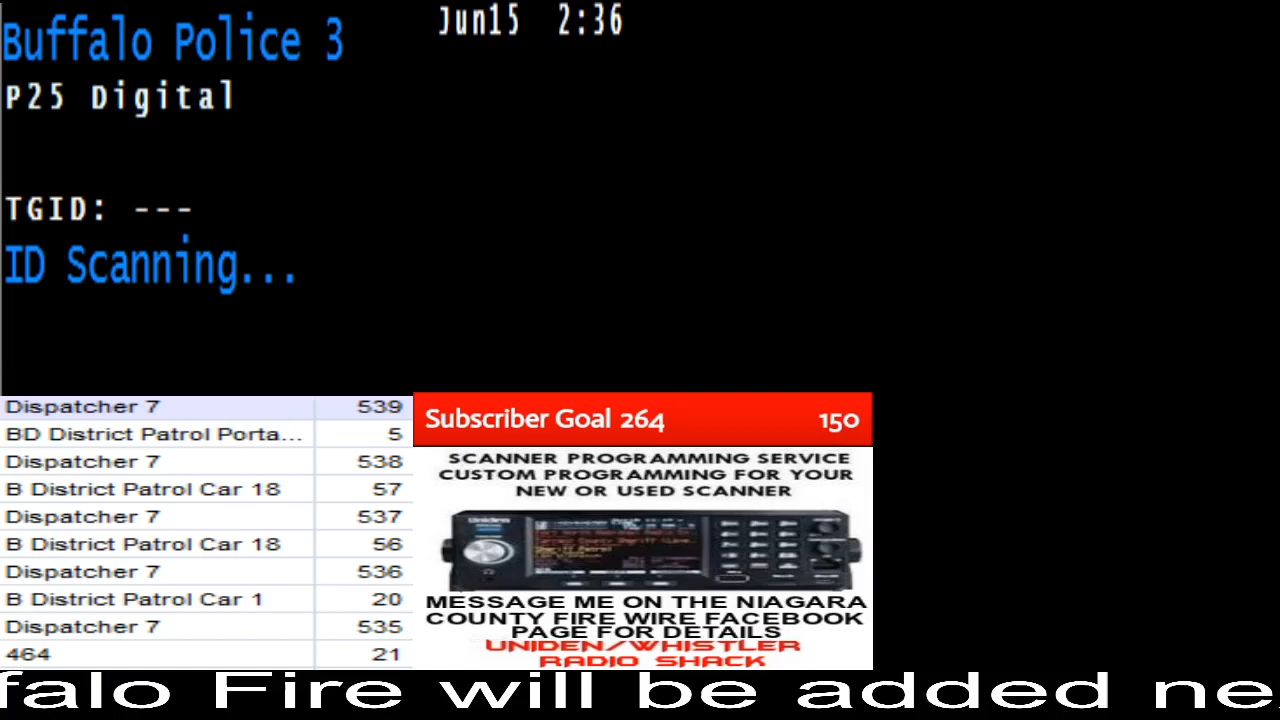 Buffalo Police 3
Jun15 2:36
P25 Digital
TGID: ---
ID Scanning...
Dispatcher 7 539
BD District Patrol Porta... 5
Dispatcher 7 538
B District Patrol Car 18 57
Dispatcher 7 537
B District Patrol Car 18 56
Dispatcher 7 536
B District Patrol Car 1 20
Dispatcher 7 535
464 21
Subscriber Goal 264 150
SCANNER PROGRAMMING SERVICE
CUSTOM PROGRAMMING FOR YOUR
NEW OR USED SCANNER
Uniden
MESSAGE ME ON THE NIAGARA
COUNTY FIRE WIRE FACEBOOK
PAGE FOR DETAILS
UNIDEN/WHISTLER
RADIO SHACK
ffalo Fire will be added ne